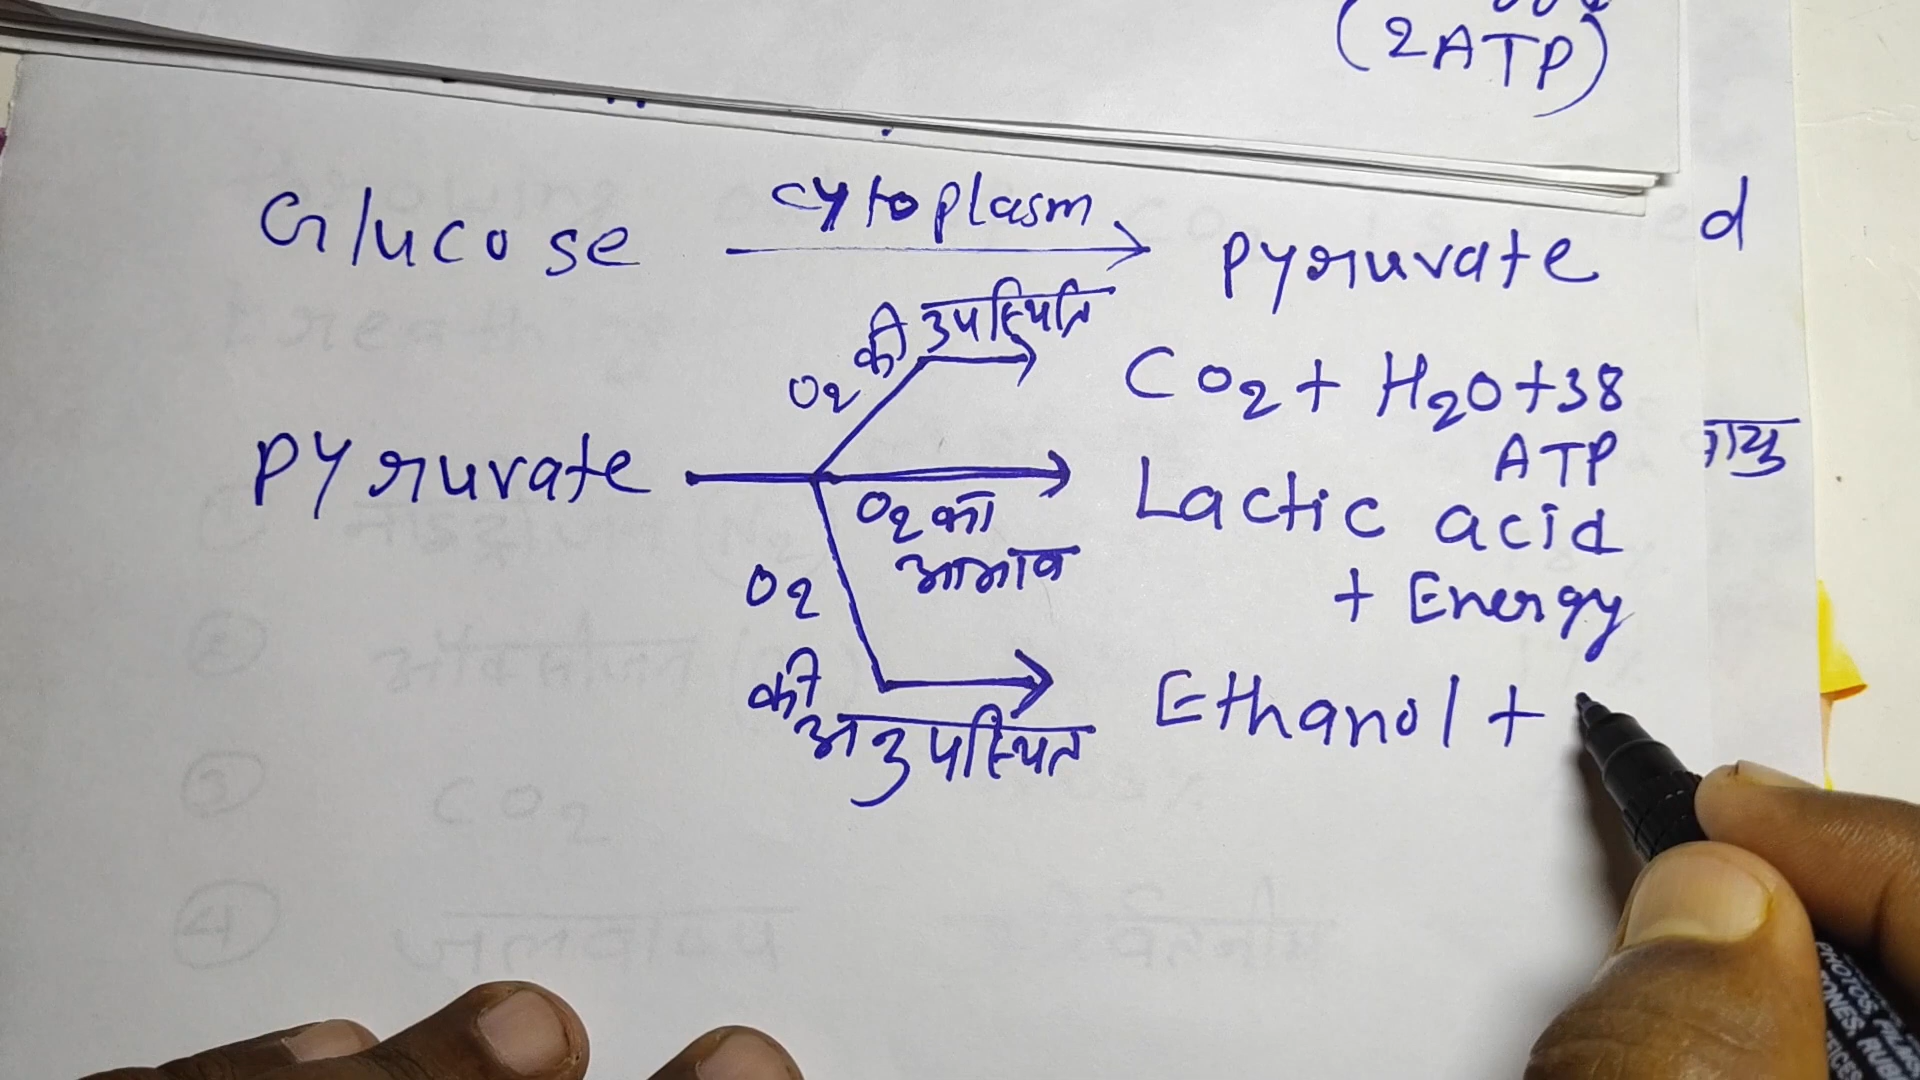 (2ATP)
Glucose cytoplasm pyruvate
d
O2 की उपस्थिति CO2 + H2O + 38
ATP
pyruvate O2 का आभाव Lactic acid
+ Energy
O2 की अनुपस्थित Ethanol +